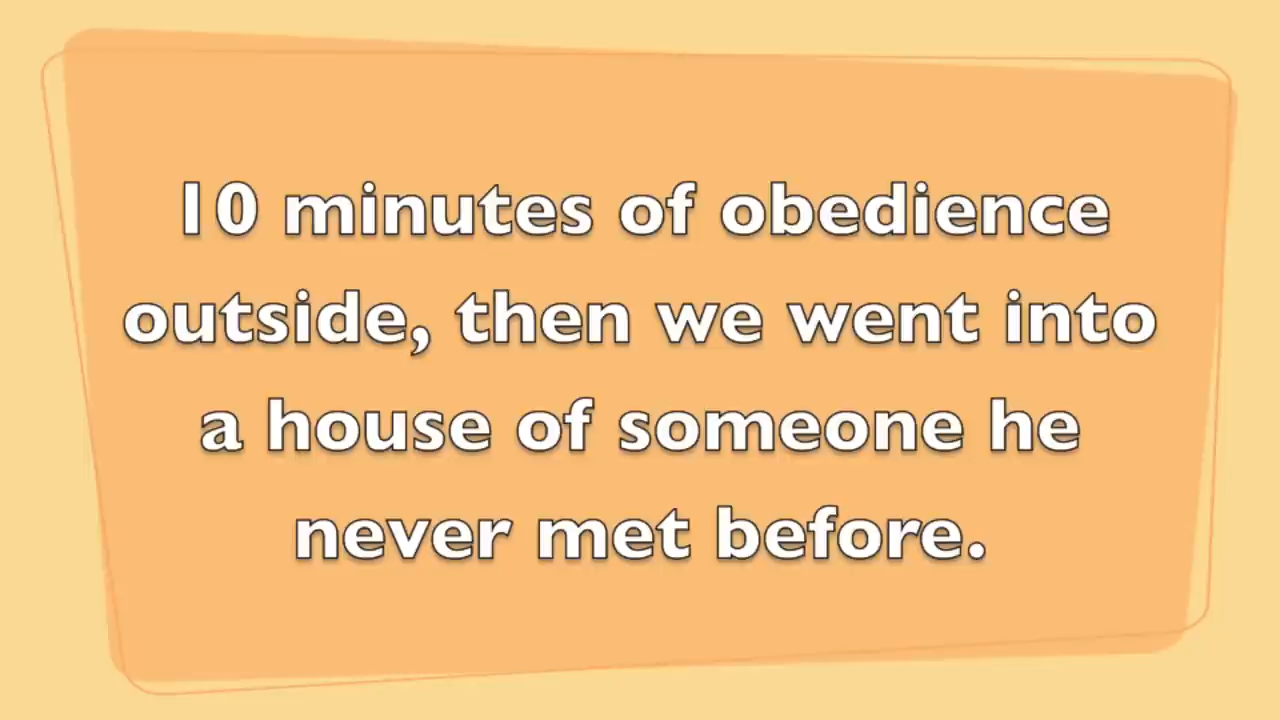 10 minutes of obedience
outside, then we went into
a house of someone he
never met before.